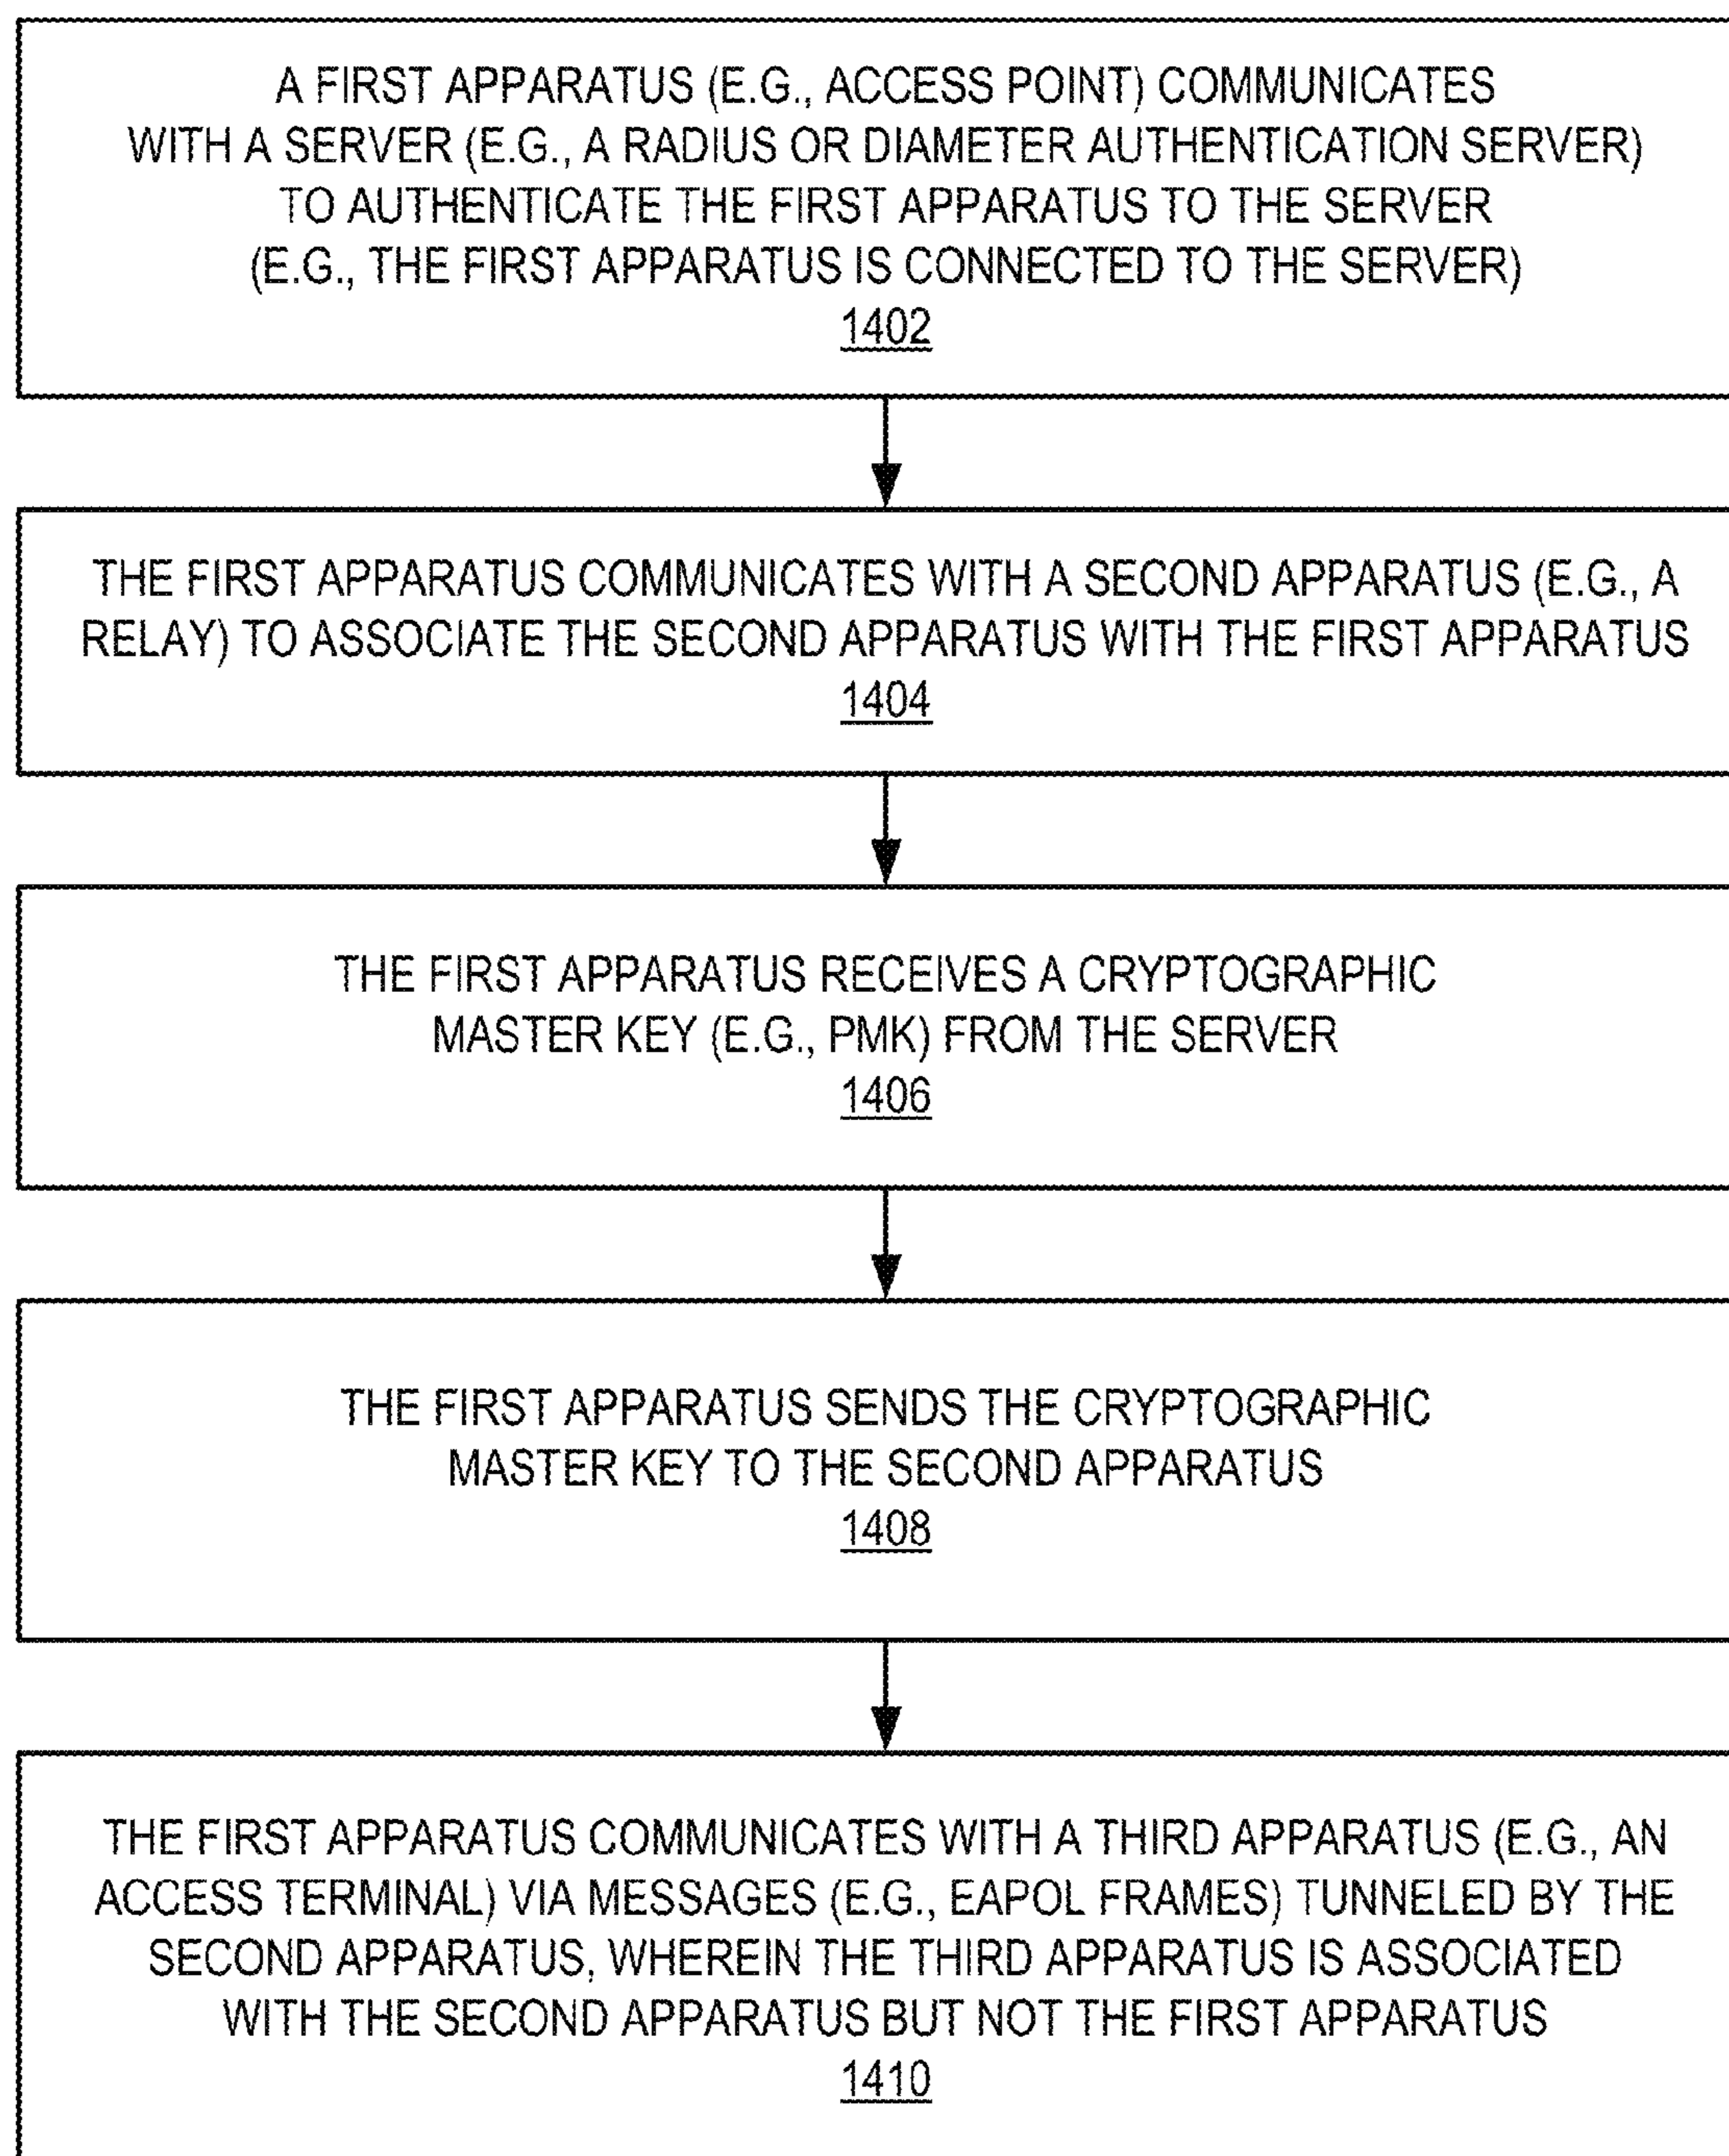 A FIRST APPARATUS (E.G., ACCESS POINT) COMMUNICATES
WITH A SERVER (E.G., A RADIUS OR DIAMETER AUTHENTICATION SERVER)
TO AUTHENTICATE THE FIRST APPARATUS TO THE SERVER
(E.G., THE FIRST APPARATUS IS CONNECTED TO THE SERVER)
1402
THE FIRST APPARATUS COMMUNICATES WITH A SECOND APPARATUS (E.G., A
RELAY) TO ASSOCIATE THE SECOND APPARATUS WITH THE FIRST APPARATUS
1404
THE FIRST APPARATUS RECEIVES A CRYPTOGRAPHIC
MASTER KEY (E.G., PMK) FROM THE SERVER
1406
THE FIRST APPARATUS SENDS THE CRYPTOGRAPHIC
MASTER KEY TO THE SECOND APPARATUS
1408
THE FIRST APPARATUS COMMUNICATES WITH A THIRD APPARATUS (E.G., AN
ACCESS TERMINAL) VIA MESSAGES (E.G., EAPOL FRAMES) TUNNELED BY THE
SECOND APPARATUS, WHEREIN THE THIRD APPARATUS IS ASSOCIATED
WITH THE SECOND APPARATUS BUT NOT THE FIRST APPARATUS
1410